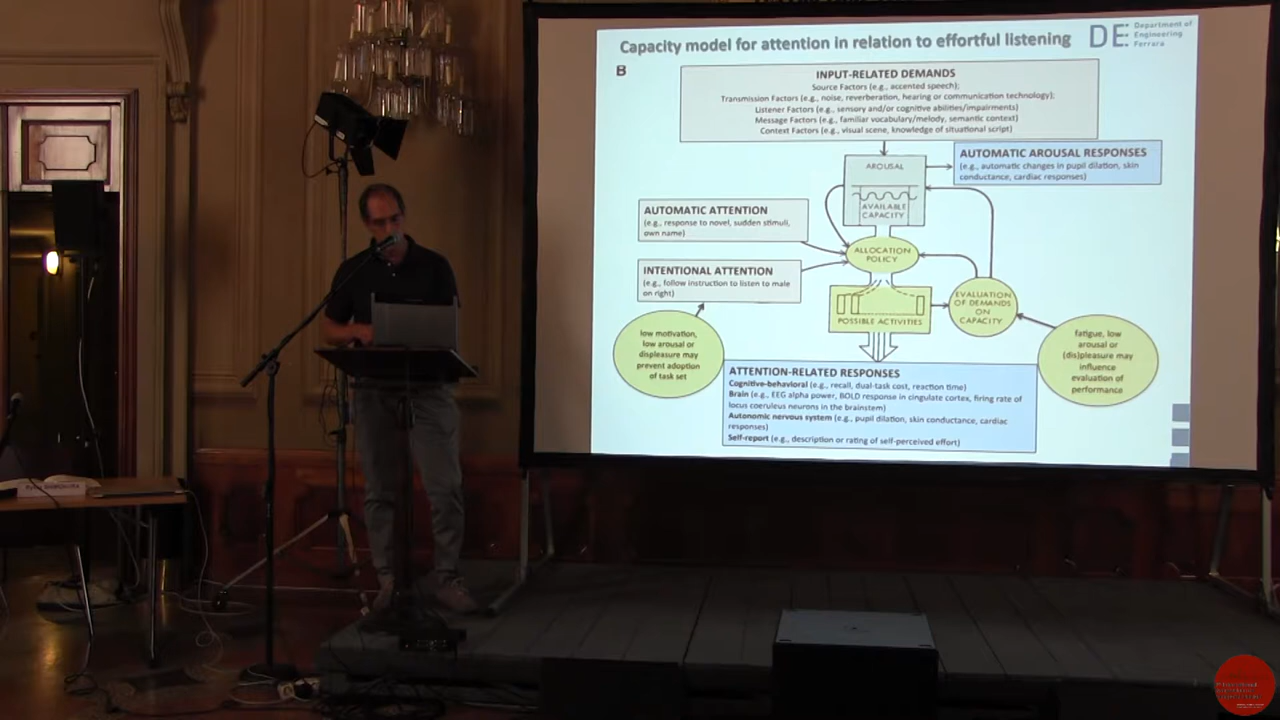 Capacity model for attention in relation to effortful listening
DE
Department of
Engineering
Ferrara
B
INPUT-RELATED DEMANDS
Source Factors (e.g., accented speech);
Transmission Factors (e.g., noise, reverberation, hearing or communication technology);
Listener Factors (e.g., sensory and/or cognitive abilities/impairments)
Message Factors (e.g., familiar vocabulary/melody, semantic context)
Context Factors (e.g., visual scene, knowledge of situational script)
AROUSAL
AVAILABLE
CAPACITY
AUTOMATIC AROUSAL RESPONSES
(e.g., automatic changes in pupil dilation, skin
conductance, cardiac responses)
AUTOMATIC ATTENTION
(e.g., response to novel, sudden stimuli,
own name)
ALLOCATION
POLICY
INTENTIONAL ATTENTION
(e.g., follow instruction to listen to male
on right)
POSSIBLE ACTIVITIES
EVALUATION
OF DEMANDS
ON
CAPACITY
low motivation,
low arousal or
displeasure may
prevent adoption
of task set
fatigue, low
arousal or
(dis)pleasure may
influence
evaluation of
performance
ATTENTION-RELATED RESPONSES
Cognitive-behavioral (e.g., recall, dual-task cost, reaction time)
Brain (e.g., EEG alpha power, BOLD response in cingulate cortex, firing rate of
locus coeruleus neurons in the brainstem)
Autonomic nervous system (e.g., pupil dilation, skin conductance, cardiac
responses)
Self-report (e.g., description or rating of self-perceived effort)